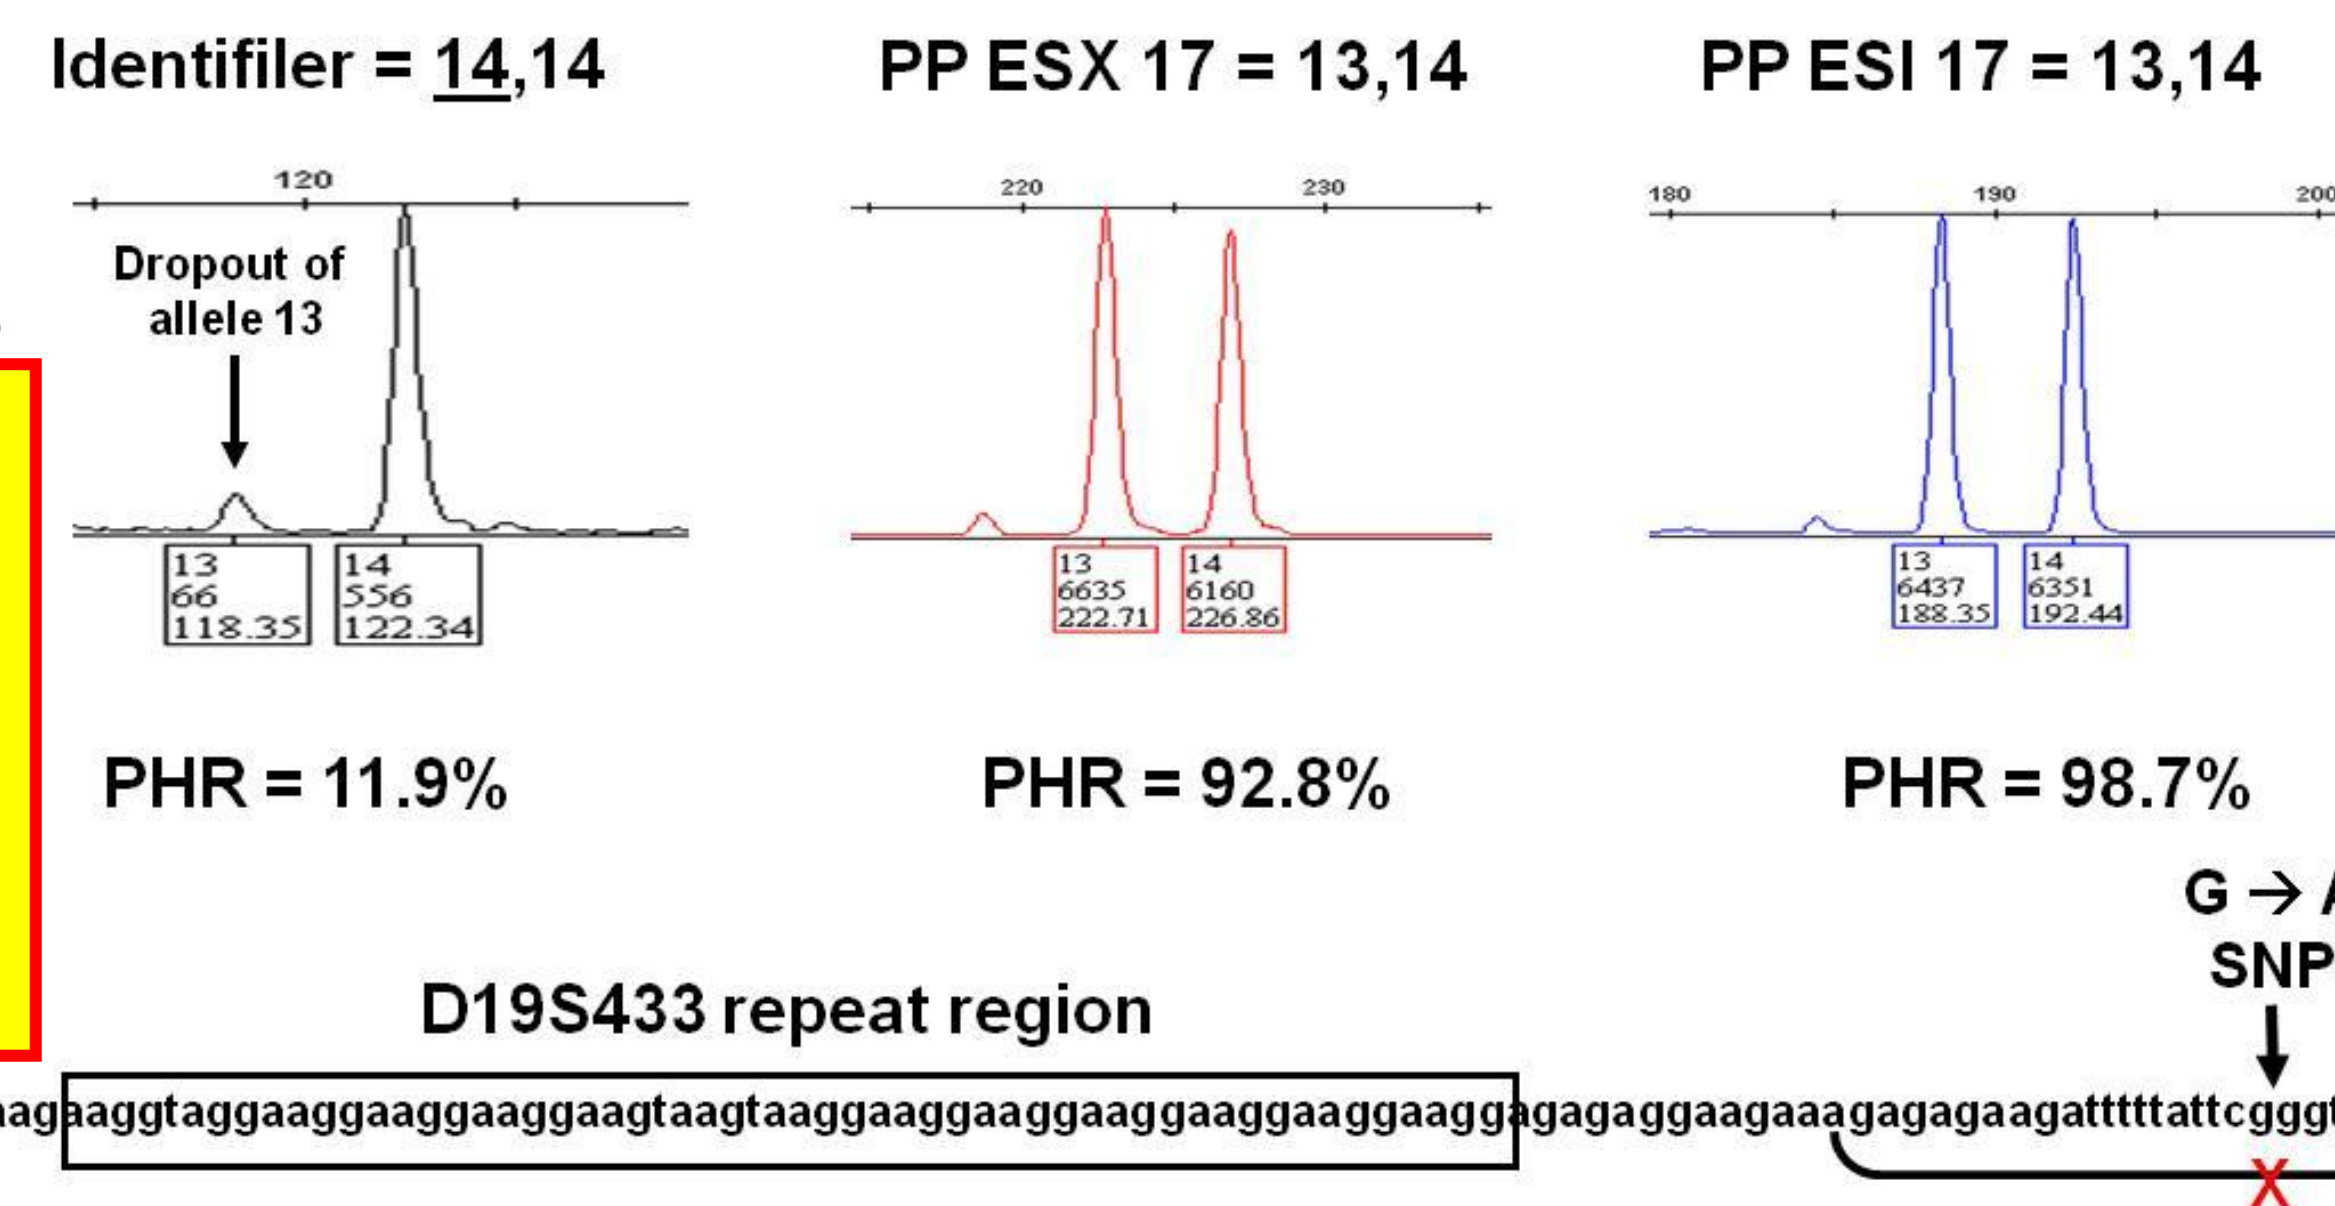 Identifiler = 14,14
PP ESX 17 = 13,14
PP ESI 17 = 13,14
120
220 230
180 190 200
Dropout of
allele 13
13
66
118.35
14
556
122.34
13
6635
222.71
14
6160
226.86
13
6437
188.35
14
6351
192.44
PHR = 11.9%
PHR = 92.8%
PHR = 98.7%
G → A
SNP
D19S433 repeat region
aagaaggtaggaaggaaggaaggaagtaagtaaggaaggaaggaaggaaggaaggaaggagagaggaagaaagagagaagatttttattcgggt
X